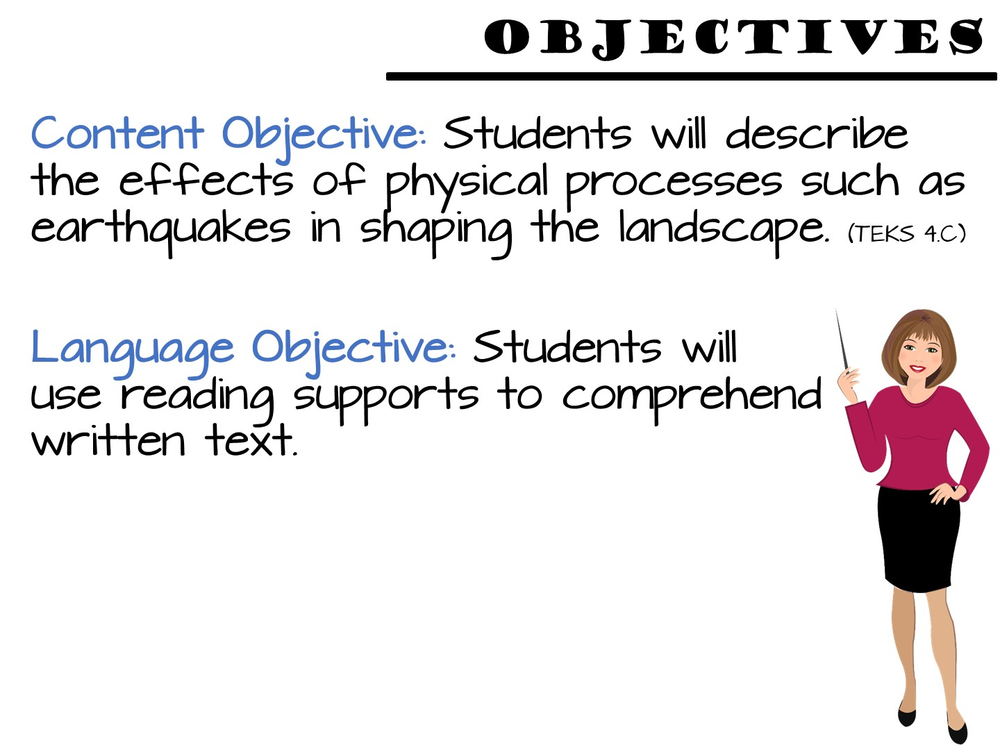 OBJECTIVES
Content Objective: Students will describe
the effects of physical processes such as
earthquakes in shaping the landscape. (TEKS 4.C)
Language Objective: Students will
use reading supports to comprehend
written text.